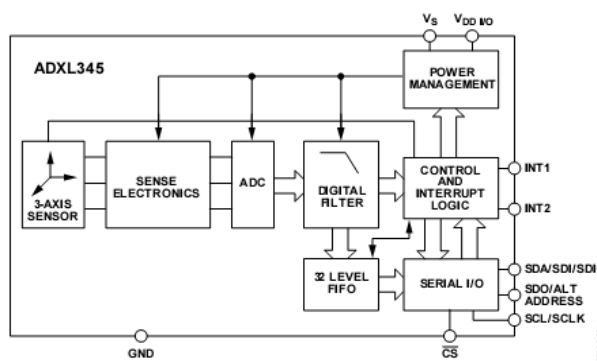 VS
VDD I/O
ADXL345
POWER
MANAGEMENT
3-AXIS
SENSOR
SENSE
ELECTRONICS
ADC
DIGITAL
FILTER
CONTROL
AND
INTERRUPT
LOGIC
INT1
INT2
32 LEVEL
FIFO
SERIAL I/O
SDA/SDI/SDI
SDO/ALT
ADDRESS
SCL/SCLK
GND
CS